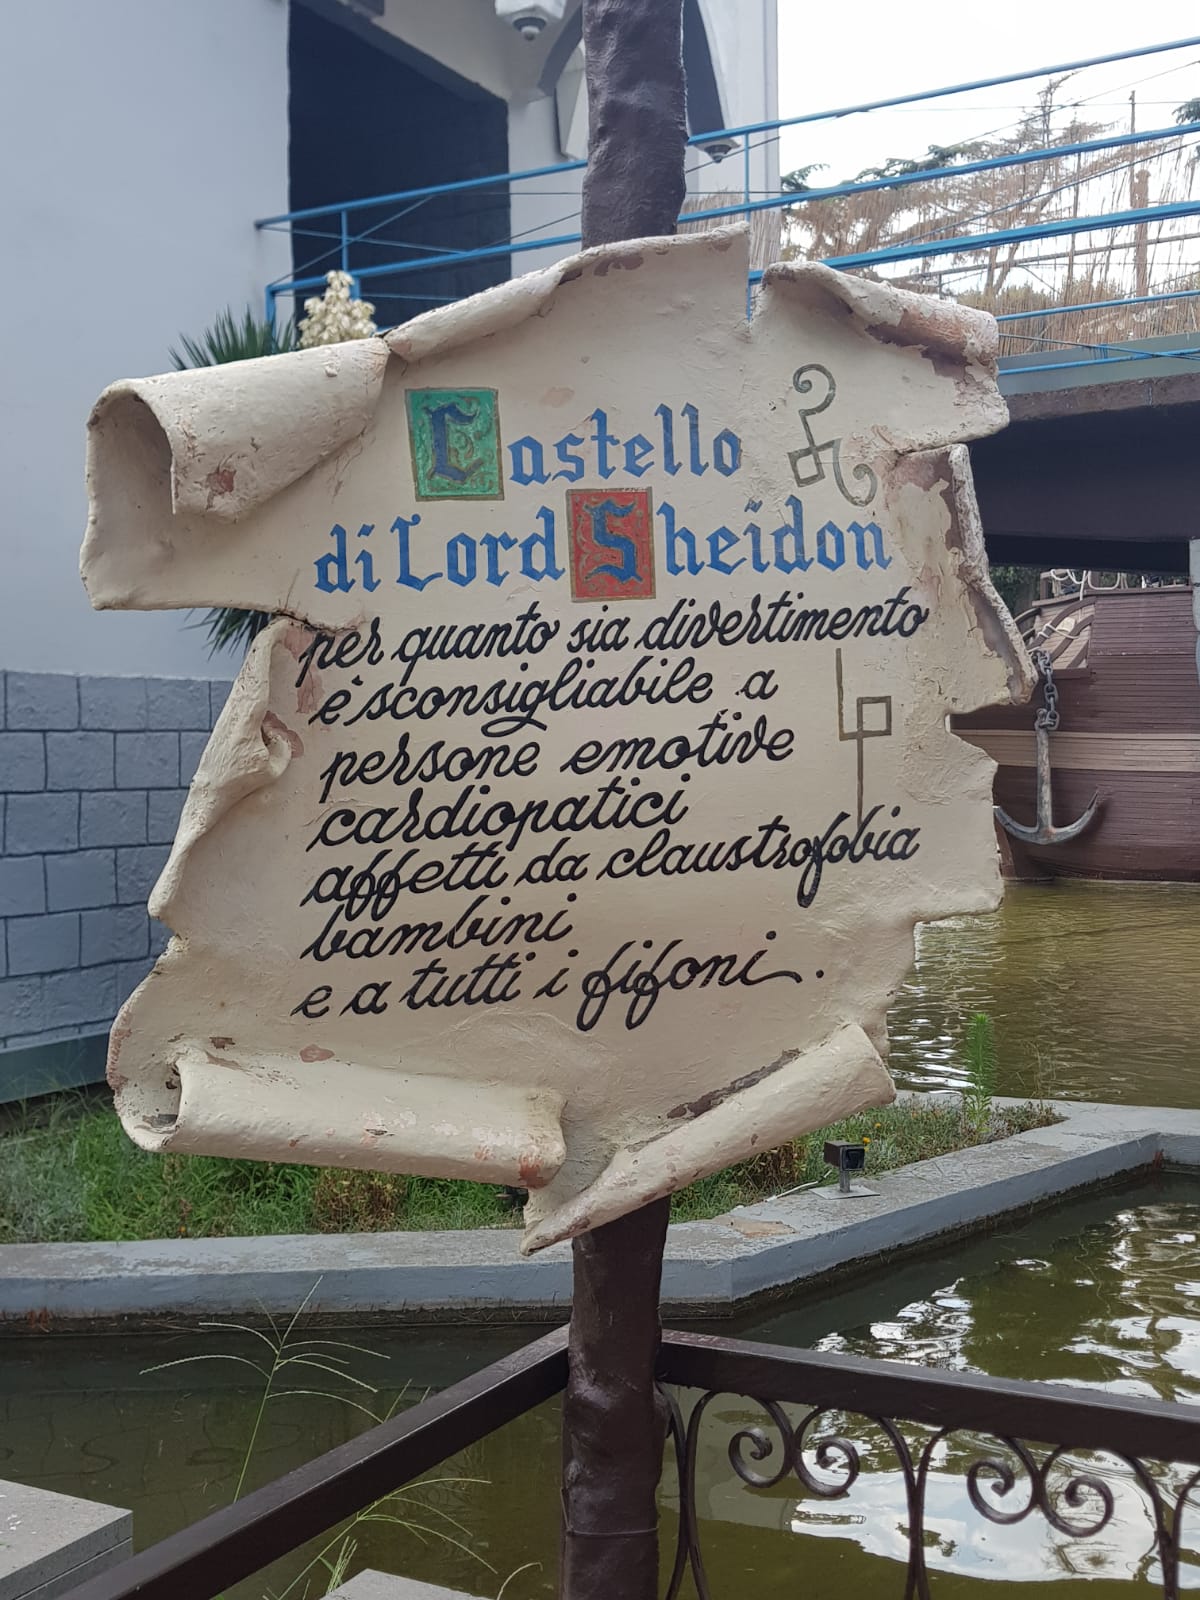 Castello
di Lord Sheidon
per quanto sia divertimento
è sconsigliabile a
persone emotive
cardiopatici
affetti da claustrofobia
bambini
e a tutti i fifoni.